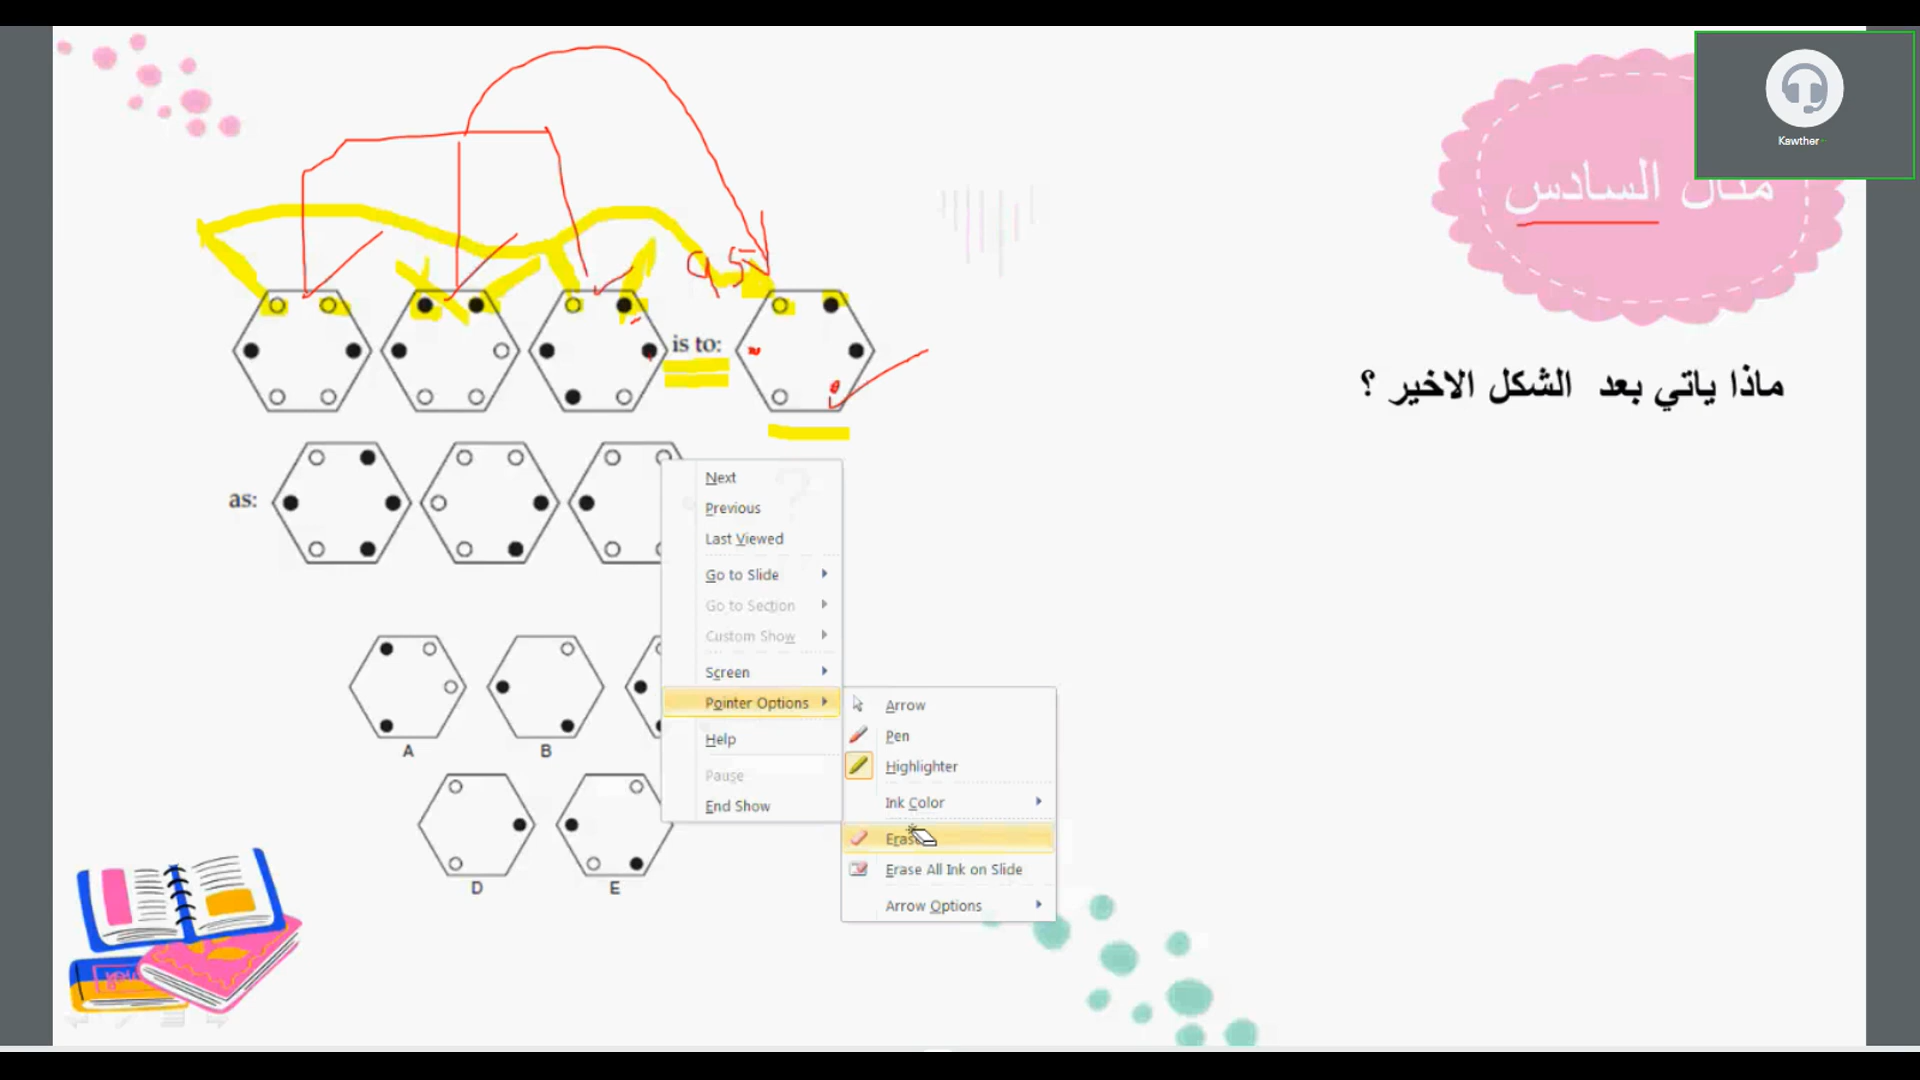 Kawther
مثال السادس
is to:
ماذا ياتي بعد الشكل الاخير ؟
as:
?
Next
Previous
Last Viewed
Go to Slide
Go to Section
Custom Show
Screen
Pointer Options
Help
Pause
End Show
Arrow
Pen
Highlighter
Ink Color
Eraser
Erase All Ink on Slide
Arrow Options
A
B
D
E